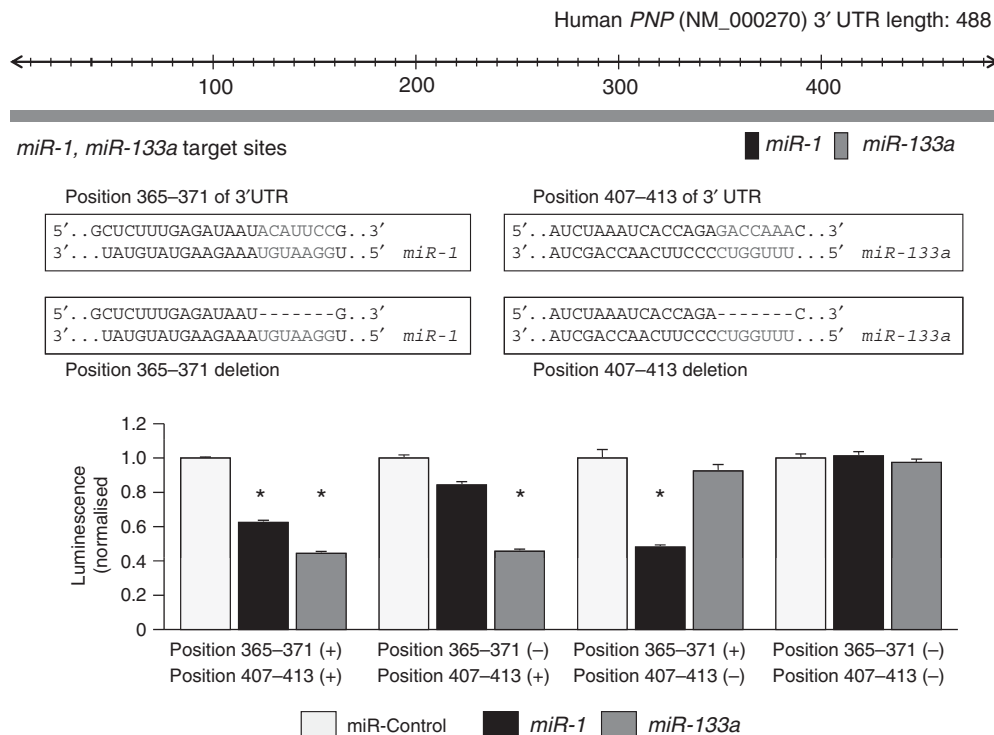 Human PNP (NM_000270) 3′ UTR length: 488
100 200 300 400
miR-1, miR-133a target sites
miR-1 miR-133a
Position 365–371 of 3′UTR
5′..GCUCUUUGAGAUAAUACAUUCCG..3′
3′...UAUGUAUGAAGAAAUGUAAGGU..5′ miR-1
5′..GCUCUUUGAGAUAAU-------G..3′
3′...UAUGUAUGAAGAAAUGUAAGGU..5′ miR-1
Position 365–371 deletion
Position 407–413 of 3′ UTR
5′..AUCUAAAUCACCAGAGACCAAAC..3′
3′..AUCGACCAACUUCCCCUGGUUU...5′ miR-133a
5′..AUCUAAAUCACCAGA-------C..3′
3′..AUCGACCAACUUCCCCUGGUUU...5′ miR-133a
Position 407–413 deletion
Luminescence
(normalised
1.2
1.0
0.8
0.6
0.4
0.2
0
* *
*
*
Position 365–371 (+)
Position 407–413 (+)
Position 365–371 (–)
Position 407–413 (+)
Position 365–371 (+)
Position 407–413 (–)
Position 365–371 (–)
Position 407–413 (–)
miR-Control miR-1 miR-133a